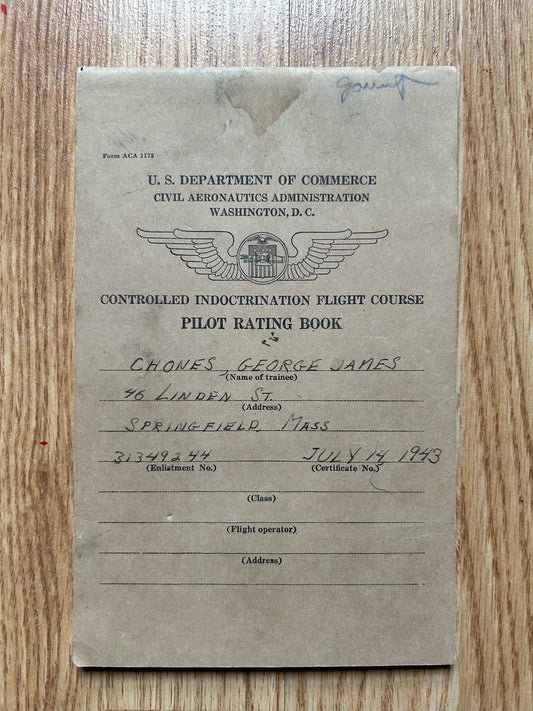 Form ACA 1173
U. S. DEPARTMENT OF COMMERCE
CIVIL AERONAUTICS ADMINISTRATION
WASHINGTON, D. C.
CONTROLLED INDOCTRINATION FLIGHT COURSE
PILOT RATING BOOK
CHONES, GEORGE JAMES
(Name of trainee)
46 LINDEN ST.
(Address)
SPRINGFIELD, MASS
31349244 JULY 14, 1943
(Enlistment No.) (Certificate No.)
(Class)
(Flight operator)
(Address)